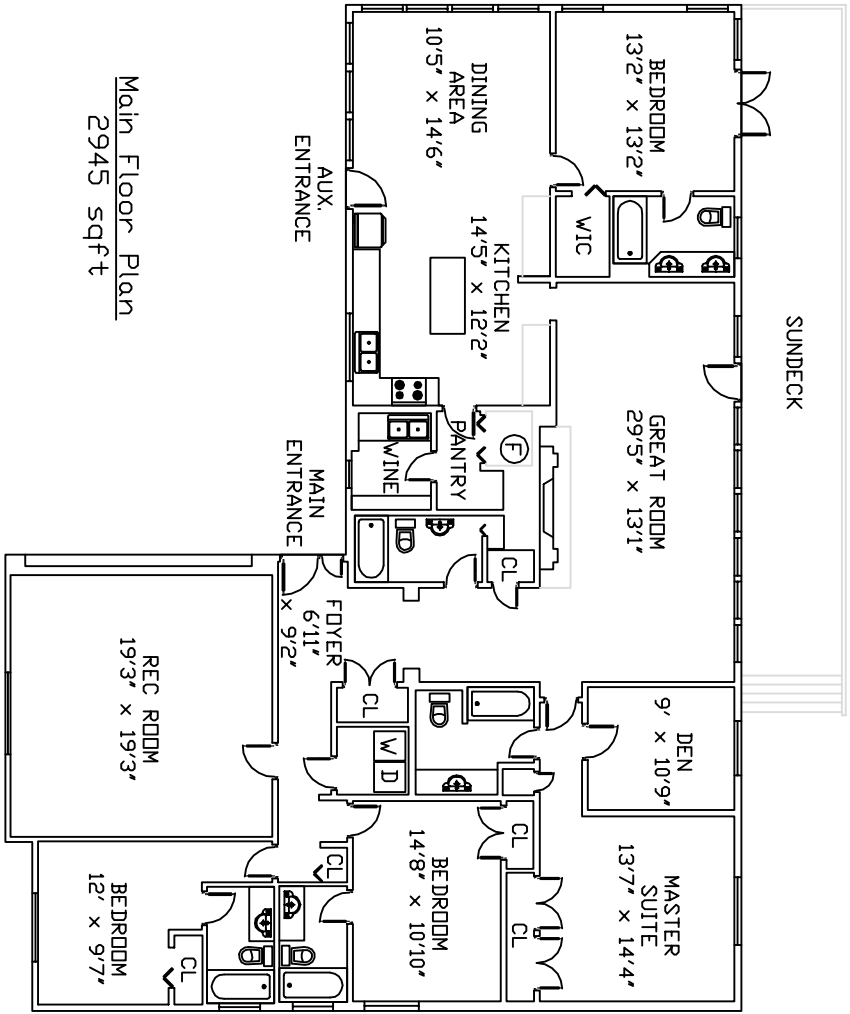 SUNDECK
BEDROOM
13'2" x 13'2"
WIC
GREAT ROOM
29'5" x 13'1"
DEN
9' x 10'9"
MASTER
SUITE
13'7" x 14'4"
DINING
AREA
10'5" x 14'6"
KITCHEN
14'5" x 12'2"
F
PANTRY
WINE
CL
CL
W
D
CL
CL
BEDROOM
14'8" x 10'10"
CL
AUX.
ENTRANCE
MAIN
ENTRANCE
FOYER
6'11"
x 9'2"
REC ROOM
19'3" x 19'3"
BEDROOM
12' x 9'7"
CL
Main Floor Plan
2945 sqft